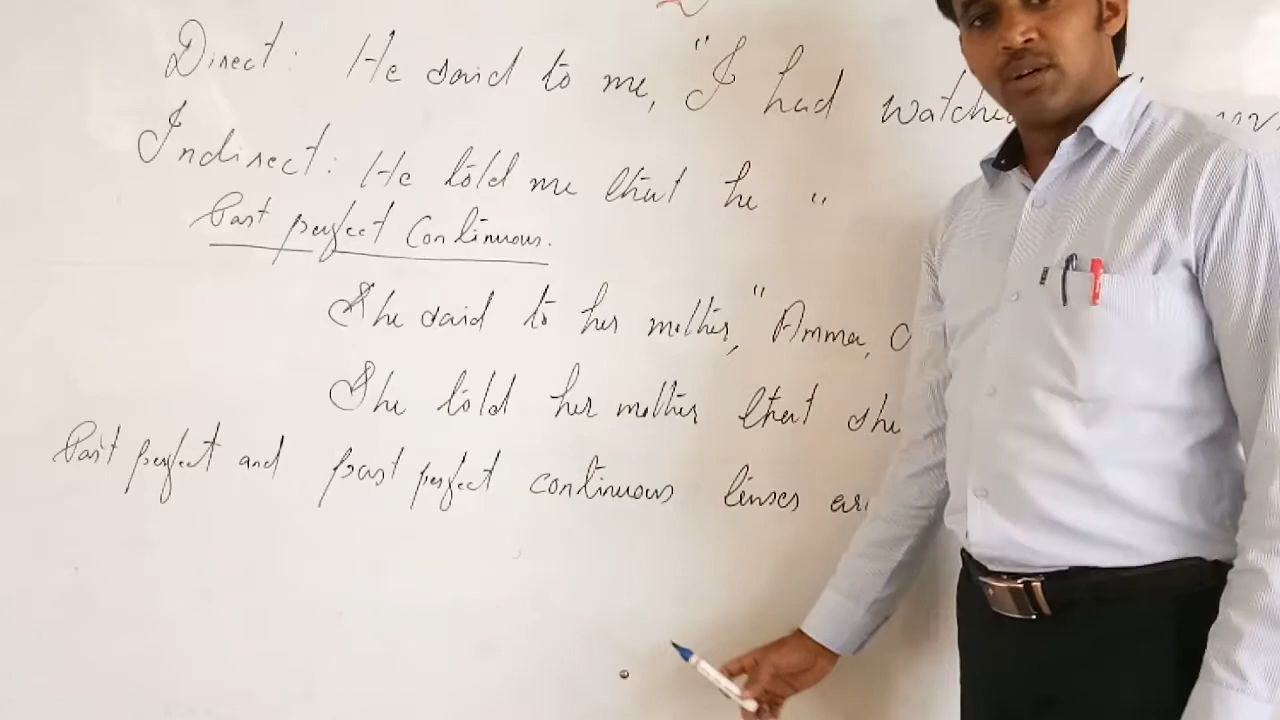 Direct: He said to me, "I had watched
Indirect: He told me that he "
Past perfect Continuous.
She said to her mother, "Amma,
She told her mother that she
Past perfect and past perfect continuous tenses are